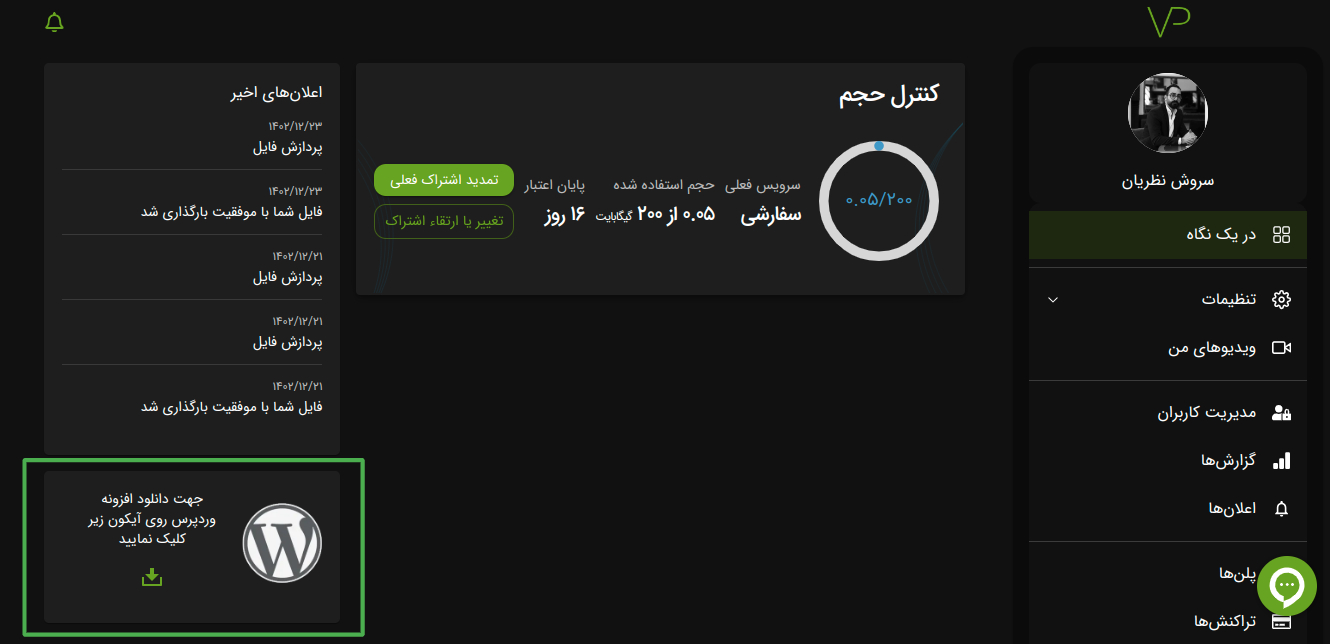 VP
سروش نظریان
در یک نگاه
تنظیمات
ویدیوهای من
مدیریت کاربران
گزارش‌ها
اعلان‌ها
پلن‌ها
تراکنش‌ها
کنترل حجم
۰.۰۵/۲۰۰
سرویس فعلی
سفارشی
حجم استفاده شده
۰.۰۵ از ۲۰۰ گیگابایت
پایان اعتبار
۱۶ روز
تمدید اشتراک فعلی
تغییر یا ارتقاء اشتراک
اعلان‌های اخیر
۱۴۰۲/۱۲/۲۳
پردازش فایل
۱۴۰۲/۱۲/۲۳
فایل شما با موفقیت بارگذاری شد
۱۴۰۲/۱۲/۲۱
پردازش فایل
۱۴۰۲/۱۲/۲۱
پردازش فایل
۱۴۰۲/۱۲/۲۱
فایل شما با موفقیت بارگذاری شد
جهت دانلود افزونه
وردپرس روی آیکون زیر
کلیک نمایید